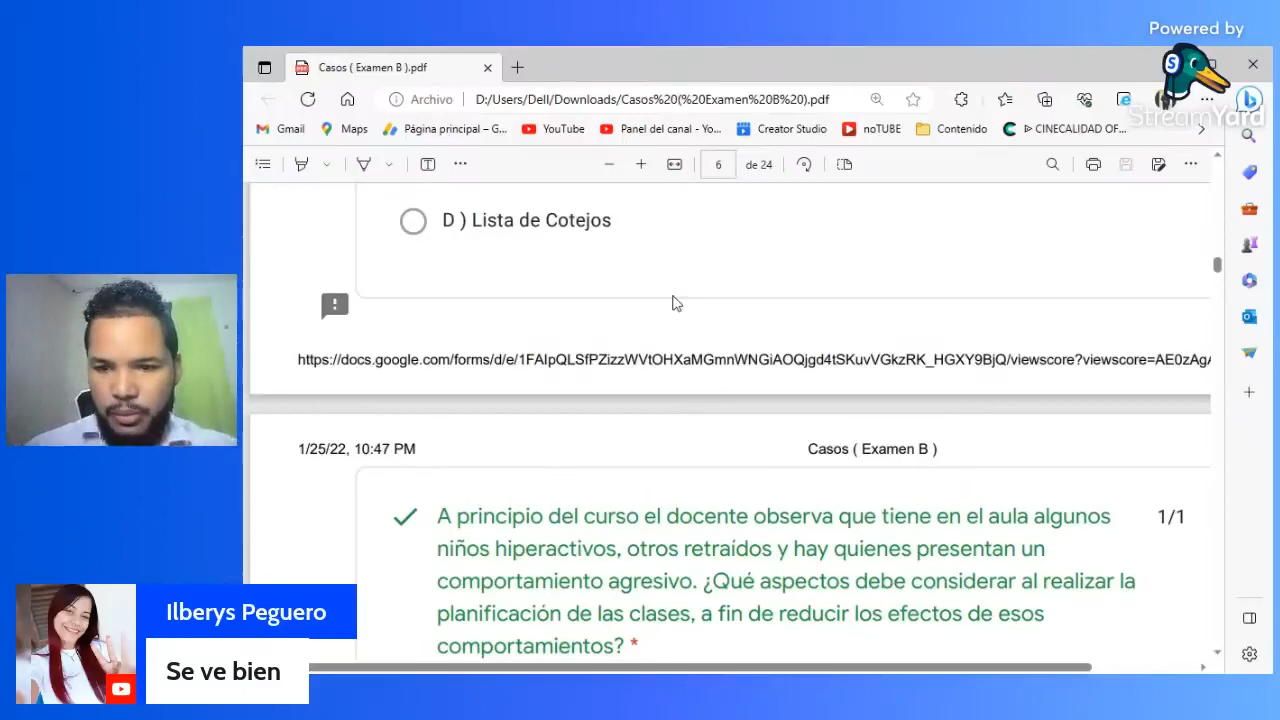 Powered by
StreamYard
Casos ( Examen B ).pdf
Archivo
D:/Users/Dell/Downloads/Casos%20(%20Examen%20B%20).pdf
Gmail
Maps
Página principal – G...
YouTube
Panel del canal - Yo...
Creator Studio
noTUBE
Contenido
ᐈ CINECALIDAD OF...
6
de 24
D ) Lista de Cotejos
https://docs.google.com/forms/d/e/1FAIpQLSfPZizzWVtOHXaMGmnWNGiAOQjgd4tSKuvVGkzRK_HGXY9BjQ/viewscore?viewscore=AE0zAgA
1/25/22, 10:47 PM
Casos ( Examen B )
A principio del curso el docente observa que tiene en el aula algunos
1/1
niños hiperactivos, otros retraídos y hay quienes presentan un
comportamiento agresivo. ¿Qué aspectos debe considerar al realizar la
planificación de las clases, a fin de reducir los efectos de esos
comportamientos? *
Ilberys Peguero
Se ve bien